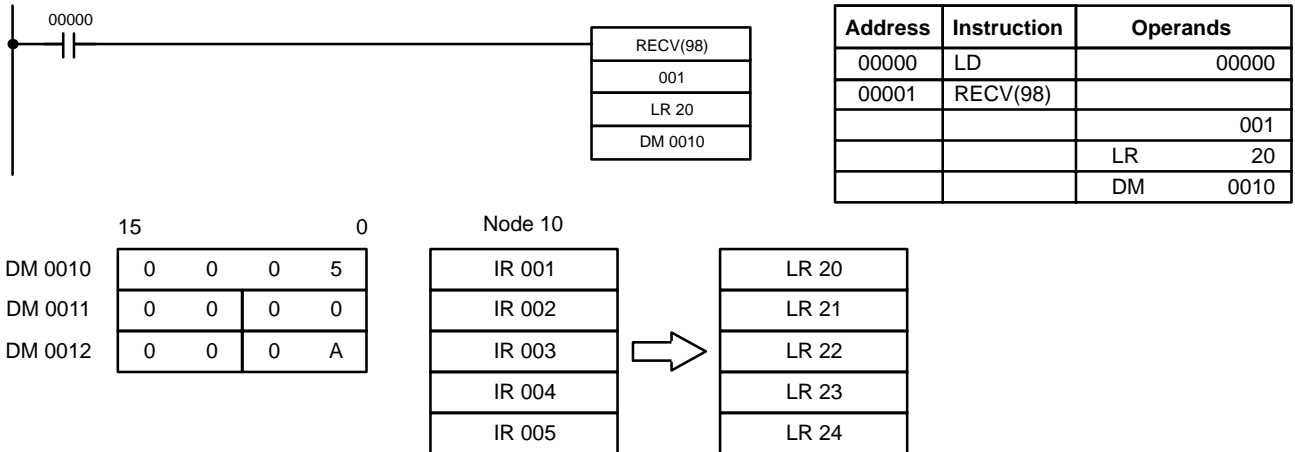 00000
RECV(98)
001
LR 20
DM 0010
Address Instruction Operands
00000 LD 00000
00001 RECV(98)
001
LR 20
DM 0010
15 0
DM 0010 0 0 0 5
DM 0011 0 0 0 0
DM 0012 0 0 0 A
Node 10
IR 001 LR 20
IR 002 LR 21
IR 003 LR 22
IR 004 LR 23
IR 005 LR 24